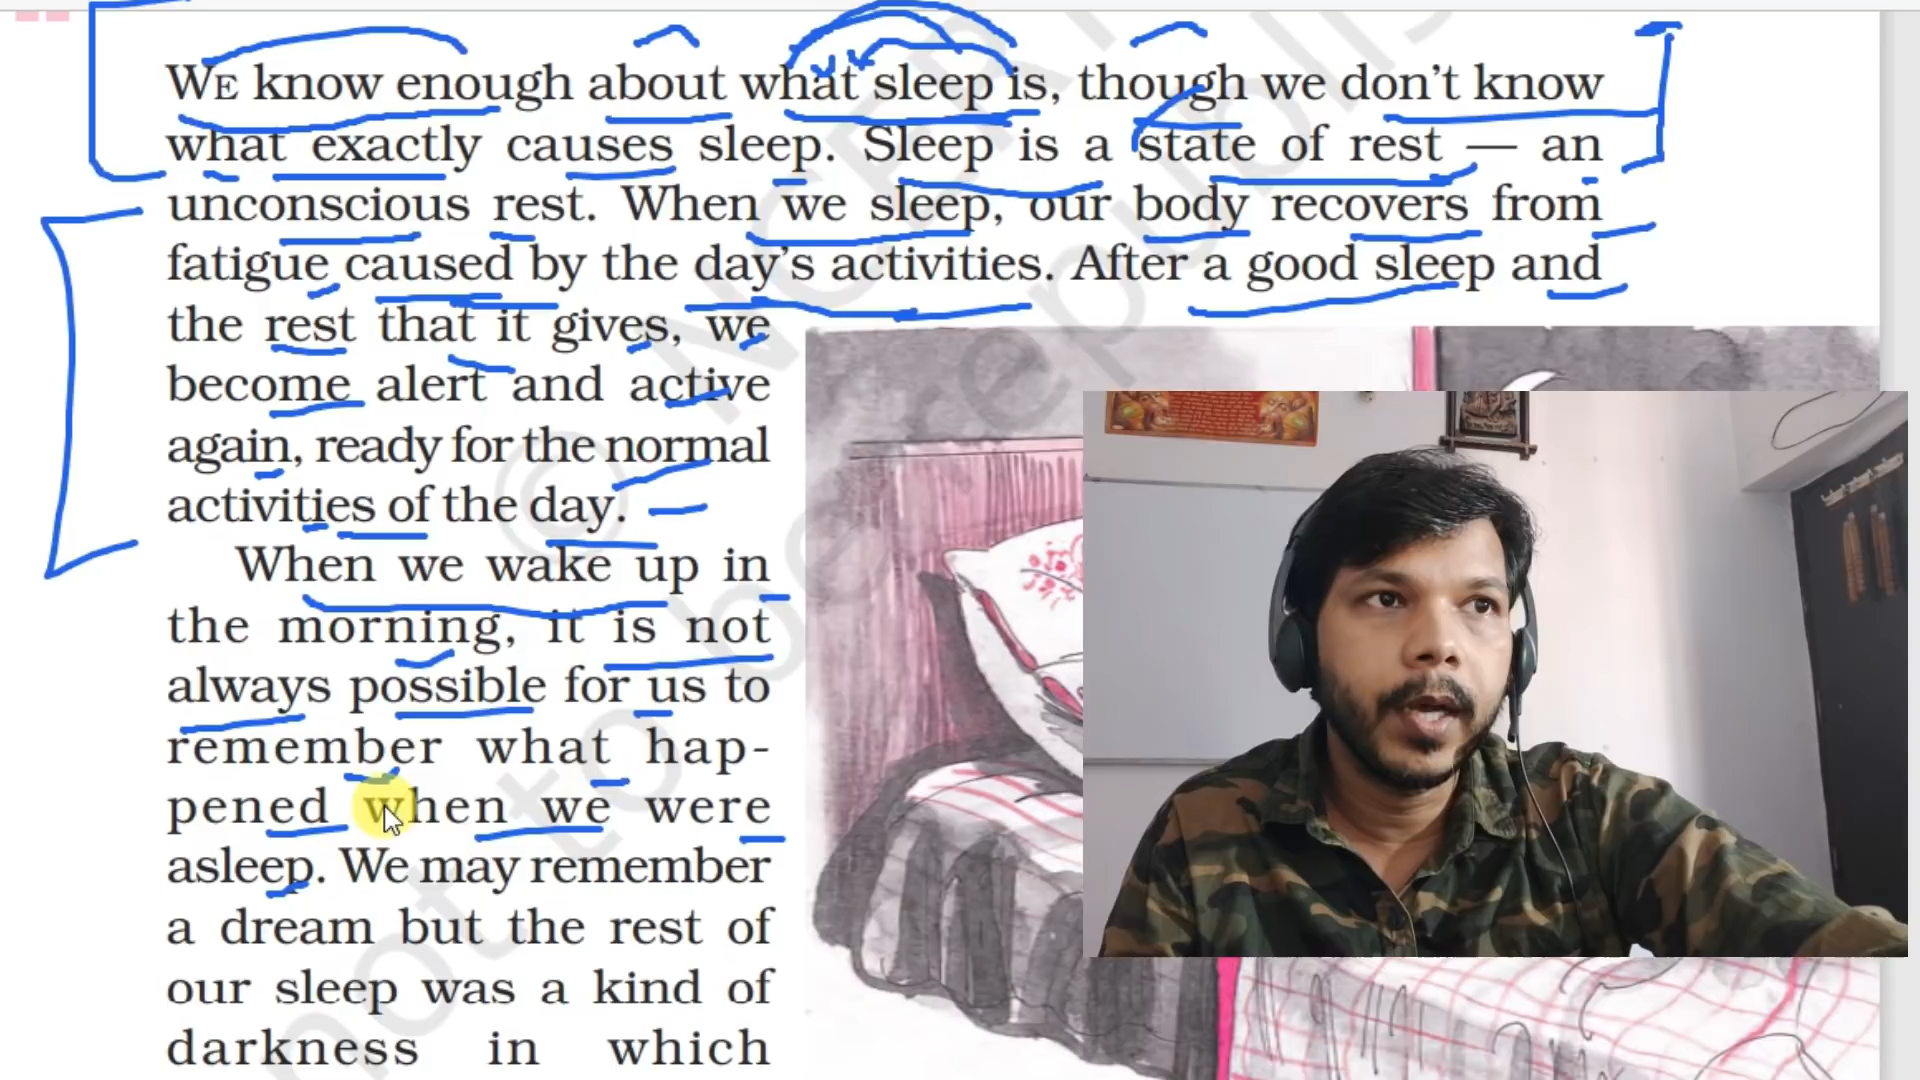 WE know enough about what sleep is, though we don't know
what exactly causes sleep. Sleep is a state of rest — an
unconscious rest. When we sleep, our body recovers from
fatigue caused by the day's activities. After a good sleep and
the rest that it gives, we
become alert and active
again, ready for the normal
activities of the day.
When we wake up in
the morning, it is not
always possible for us to
remember what hap-
pened when we were
asleep. We may remember
a dream but the rest of
our sleep was a kind of
darkness in which
not to be republis